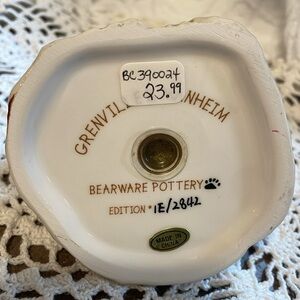 BC390024
23.99
GRENVIL NHEIM
BEARWARE POTTERY
EDITION * 1E/2842
MADE IN
CHINA